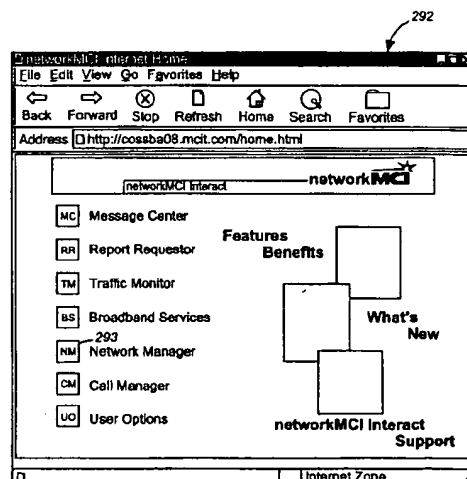 292
networkMCI Internet Home
File Edit View Go Favorites Help
Back Forward Stop Refresh Home Search Favorites
Address http://cossba08.mcit.com/home.html
networkMCI Interact
networkMCI
MC Message Center
RR Report Requestor
TM Traffic Monitor
BS Broadband Services
293
NM Network Manager
CM Call Manager
UO User Options
Features
Benefits
What's
New
networkMCI Interact
Support
Internet Zone